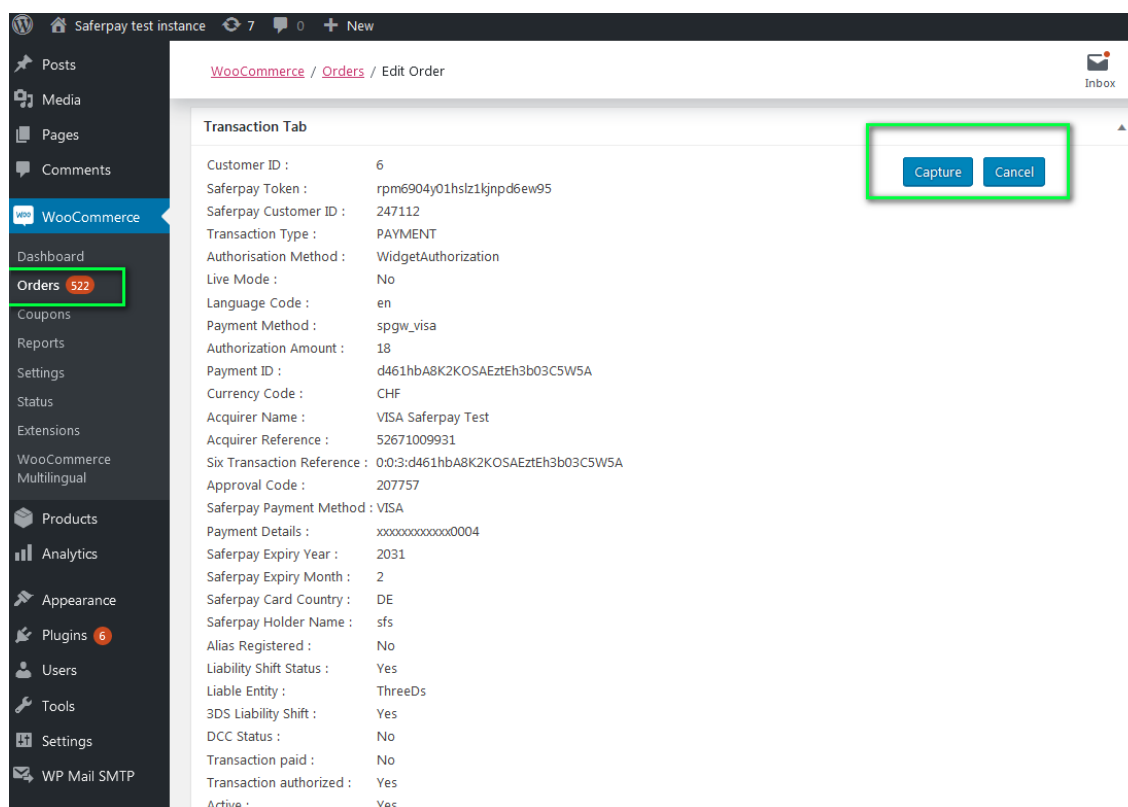 Saferpay test instance 7 0 New
Posts
Media
Pages
Comments
WOO WooCommerce
Dashboard
Orders 522
Coupons
Reports
Settings
Status
Extensions
WooCommerce
Multilingual
Products
Analytics
Appearance
Plugins 6
Users
Tools
Settings
WP Mail SMTP
WooCommerce / Orders / Edit Order
Inbox
Transaction Tab
Capture Cancel
Customer ID : 6
Saferpay Token : rpm6904y01hslz1kjnpd6ew95
Saferpay Customer ID : 247112
Transaction Type : PAYMENT
Authorisation Method : WidgetAuthorization
Live Mode : No
Language Code : en
Payment Method : spgw_visa
Authorization Amount : 18
Payment ID : d461hbA8K2KOSAEztEh3b03C5W5A
Currency Code : CHF
Acquirer Name : VISA Saferpay Test
Acquirer Reference : 52671009931
Six Transaction Reference : 0:0:3:d461hbA8K2KOSAEztEh3b03C5W5A
Approval Code : 207757
Saferpay Payment Method : VISA
Payment Details : xxxxxxxxxxxx0004
Saferpay Expiry Year : 2031
Saferpay Expiry Month : 2
Saferpay Card Country : DE
Saferpay Holder Name : sfs
Alias Registered : No
Liability Shift Status : Yes
Liable Entity : ThreeDs
3DS Liability Shift : Yes
DCC Status : No
Transaction paid : No
Transaction authorized : Yes
Active : Yes